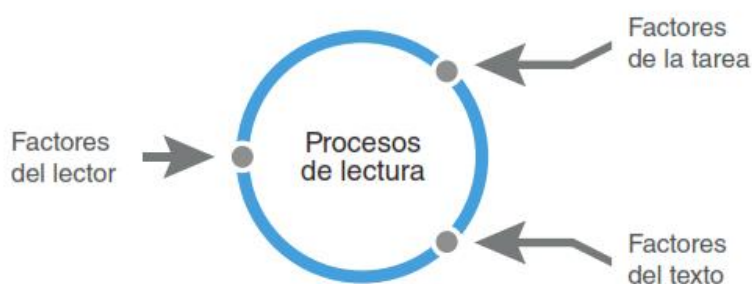 Factores
de la tarea
Factores
del lector
Procesos
de lectura
Factores
del texto